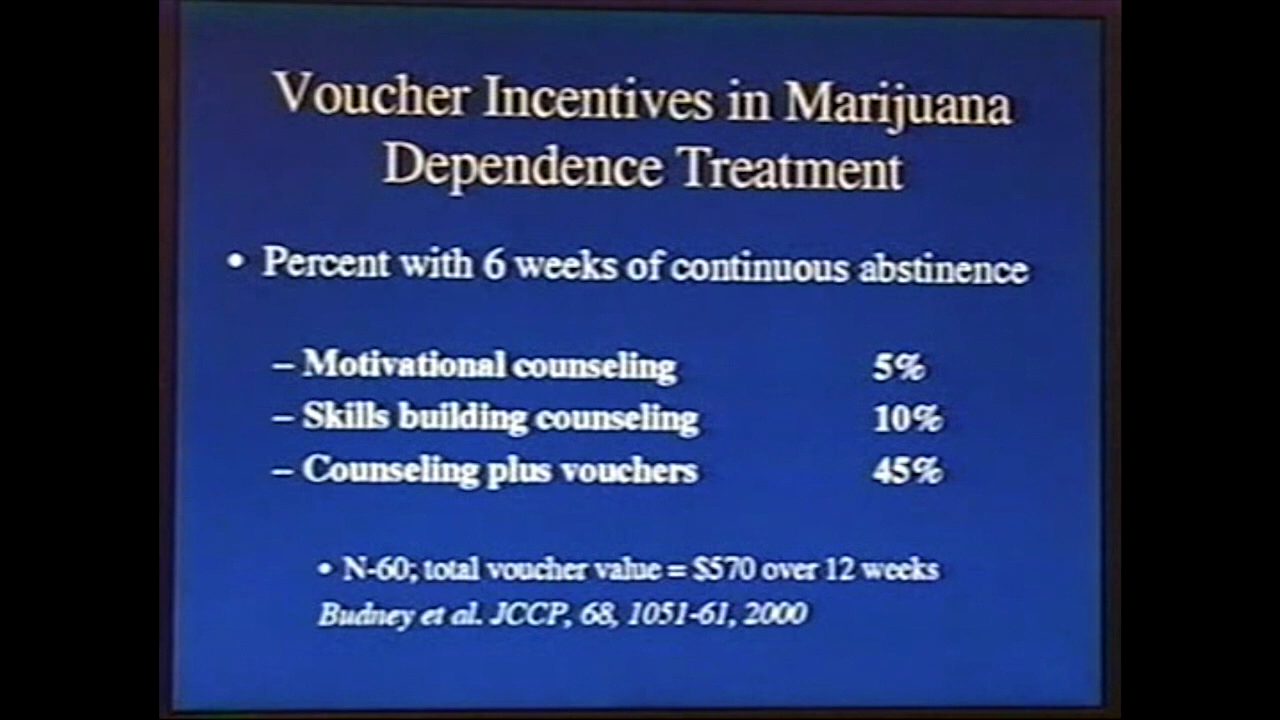 Voucher Incentives in Marijuana
Dependence Treatment
• Percent with 6 weeks of continuous abstinence
– Motivational counseling 5%
– Skills building counseling 10%
– Counseling plus vouchers 45%
• N-60; total voucher value = $570 over 12 weeks
Budney et al. JCCP, 68, 1051-61, 2000